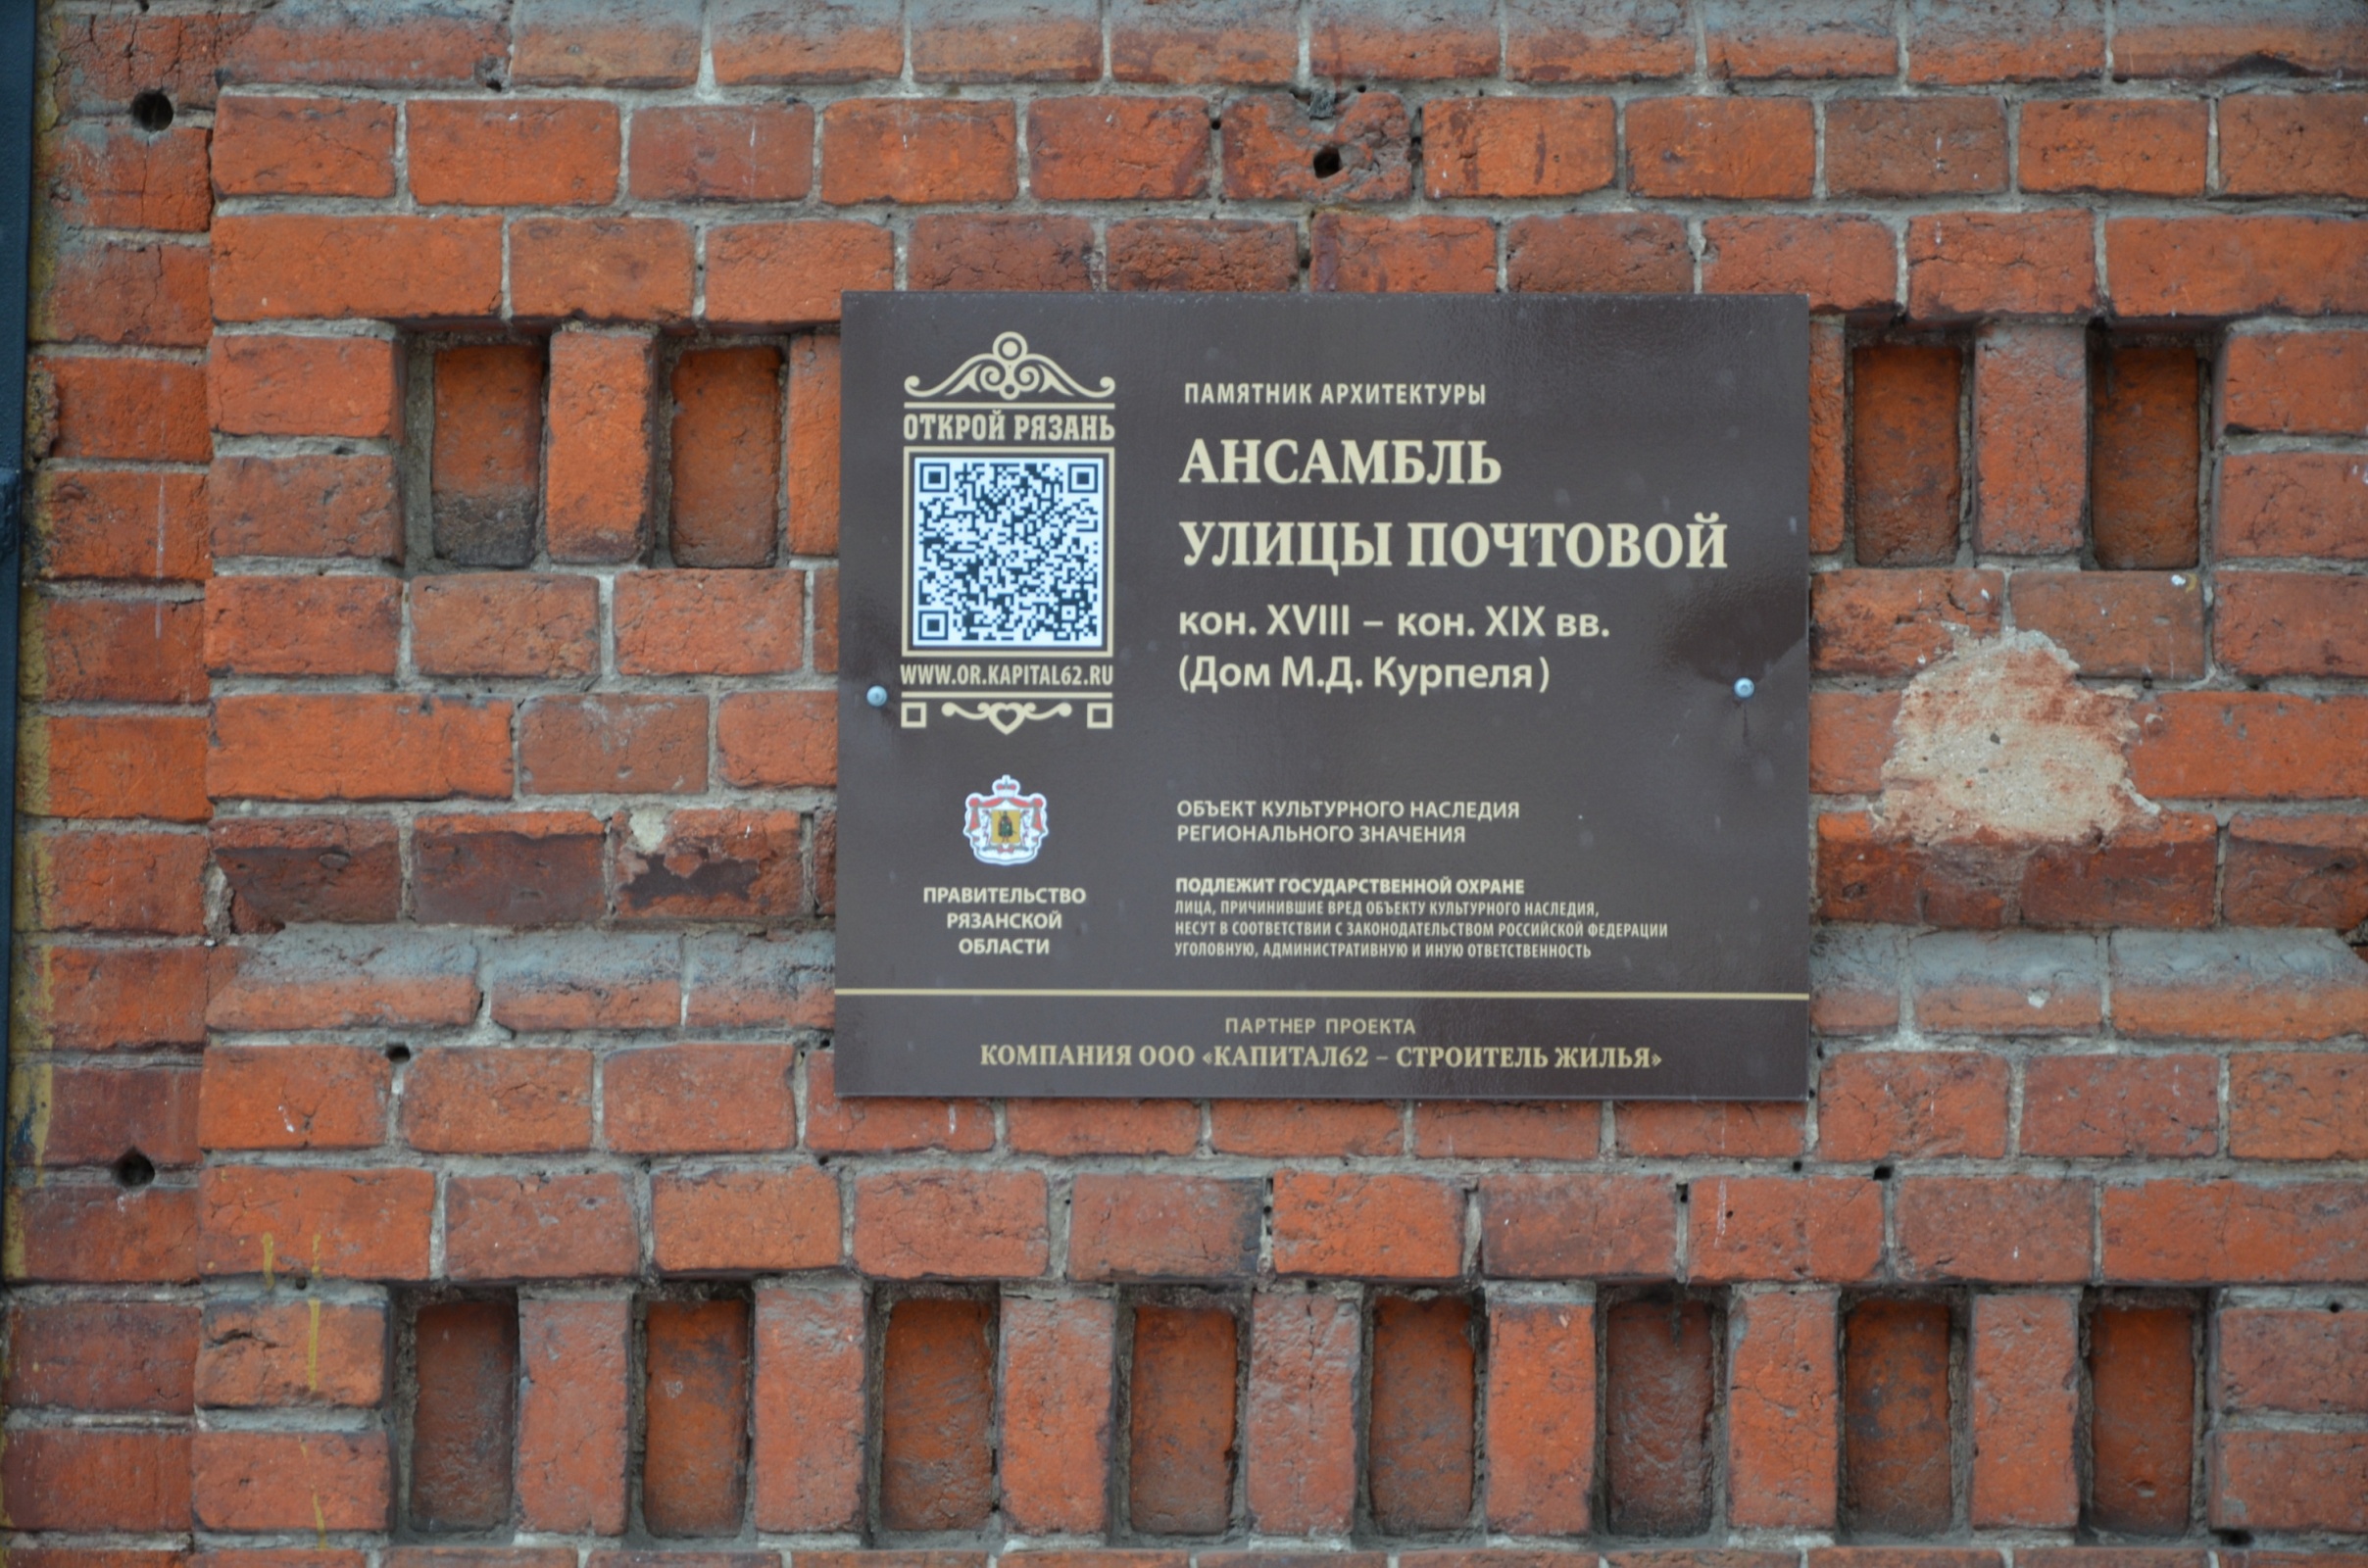 ОТКРОЙ РЯЗАНЬ
WWW.OR.KAPITAL62.RU
ПРАВИТЕЛЬСТВО
РЯЗАНСКОЙ
ОБЛАСТИ
ПАМЯТНИК АРХИТЕКТУРЫ
АНСАМБЛЬ
УЛИЦЫ ПОЧТОВОЙ
кон. XVIII – кон. XIX вв.
(Дом М.Д. Курпеля)
ОБЪЕКТ КУЛЬТУРНОГО НАСЛЕДИЯ
РЕГИОНАЛЬНОГО ЗНАЧЕНИЯ
ПОДЛЕЖИТ ГОСУДАРСТВЕННОЙ ОХРАНЕ
ЛИЦА, ПРИЧИНИВШИЕ ВРЕД ОБЪЕКТУ КУЛЬТУРНОГО НАСЛЕДИЯ,
НЕСУТ В СООТВЕТСТВИИ С ЗАКОНОДАТЕЛЬСТВОМ РОССИЙСКОЙ ФЕДЕРАЦИИ
УГОЛОВНУЮ, АДМИНИСТРАТИВНУЮ И ИНУЮ ОТВЕТСТВЕННОСТЬ
ПАРТНЕР ПРОЕКТА
КОМПАНИЯ ООО «КАПИТАЛ62 – СТРОИТЕЛЬ ЖИЛЬЯ»